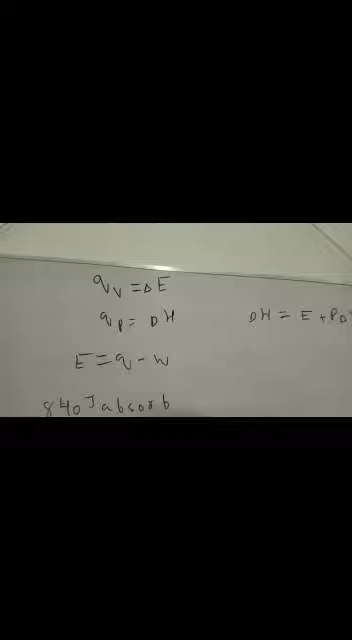 qv = ΔE
qp = ΔH
ΔH = E + PΔ
E = q - w
840 J absorb